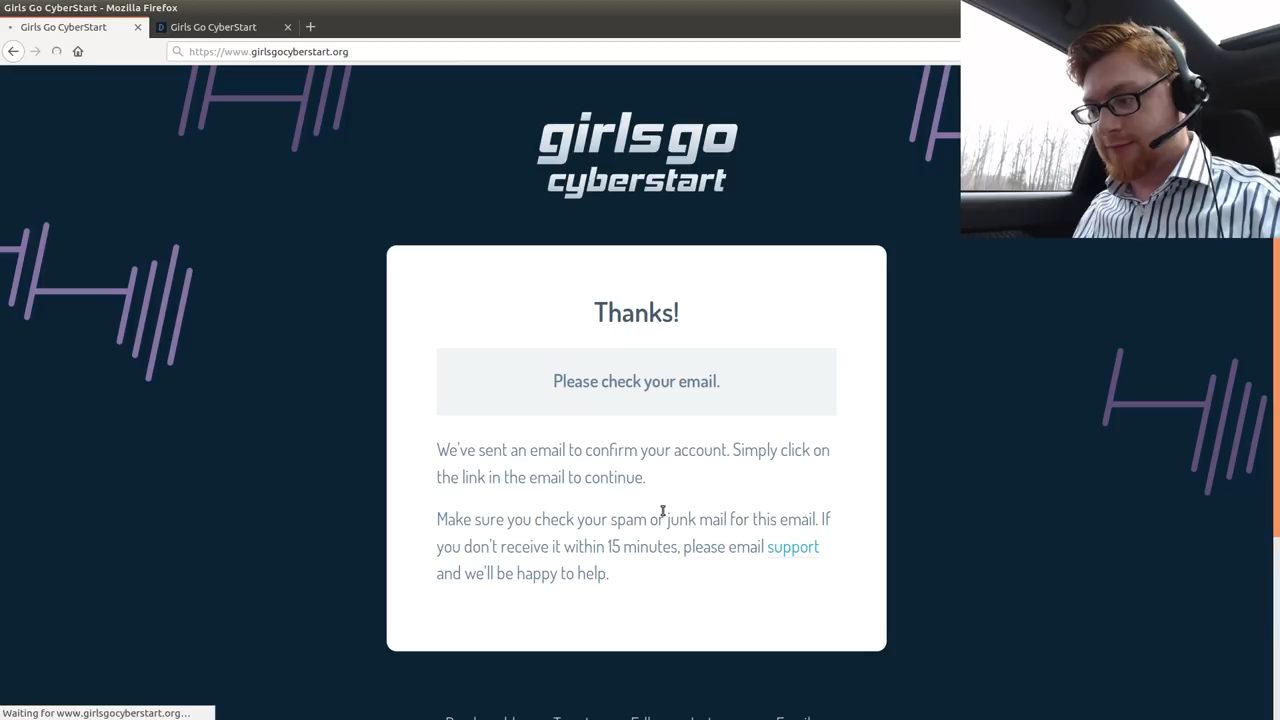 Girls Go CyberStart - Mozilla Firefox
Girls Go CyberStart
Girls Go CyberStart
https://www.girlsgocyberstart.org
girls go
cyberstart
Thanks!
Please check your email.
We've sent an email to confirm your account. Simply click on
the link in the email to continue.
Make sure you check your spam or junk mail for this email. If
you don't receive it within 15 minutes, please email support
and we'll be happy to help.
Waiting for www.girlsgocyberstart.org...